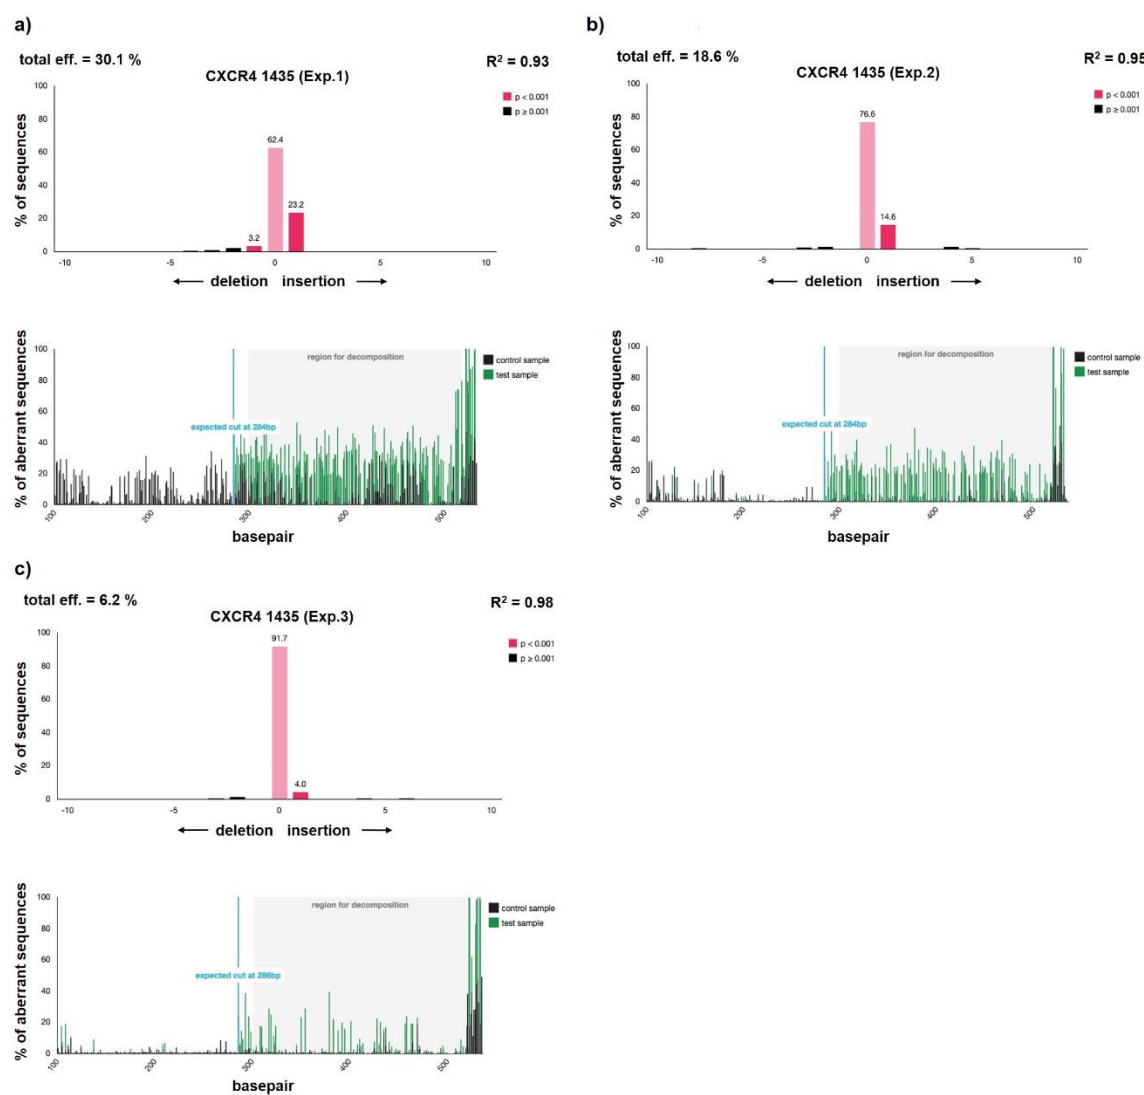 a)
total eff. = 30.1 %
R² = 0.93
CXCR4 1435 (Exp.1)
p < 0.001
p ≥ 0.001
% of sequences
100
80
60
40
20
0
3.2
62.4
23.2
-10
-5
0
5
10
deletion insertion
% of aberrant sequences
100
80
60
40
20
0
region for decomposition
control sample
test sample
expected cut at 284bp
100
200
300
400
500
basepair
b)
total eff. = 18.6 %
R² = 0.95
CXCR4 1435 (Exp.2)
p < 0.001
p ≥ 0.001
% of sequences
100
80
60
40
20
0
76.6
14.6
-10
-5
0
5
10
deletion insertion
% of aberrant sequences
100
80
60
40
20
0
region for decomposition
control sample
test sample
expected cut at 284bp
100
200
300
400
500
basepair
c)
total eff. = 6.2 %
R² = 0.98
CXCR4 1435 (Exp.3)
p < 0.001
p ≥ 0.001
% of sequences
100
80
60
40
20
0
91.7
4.0
-10
-5
0
5
10
deletion insertion
% of aberrant sequences
100
80
60
40
20
0
region for decomposition
control sample
test sample
expected cut at 286bp
100
200
300
400
500
basepair